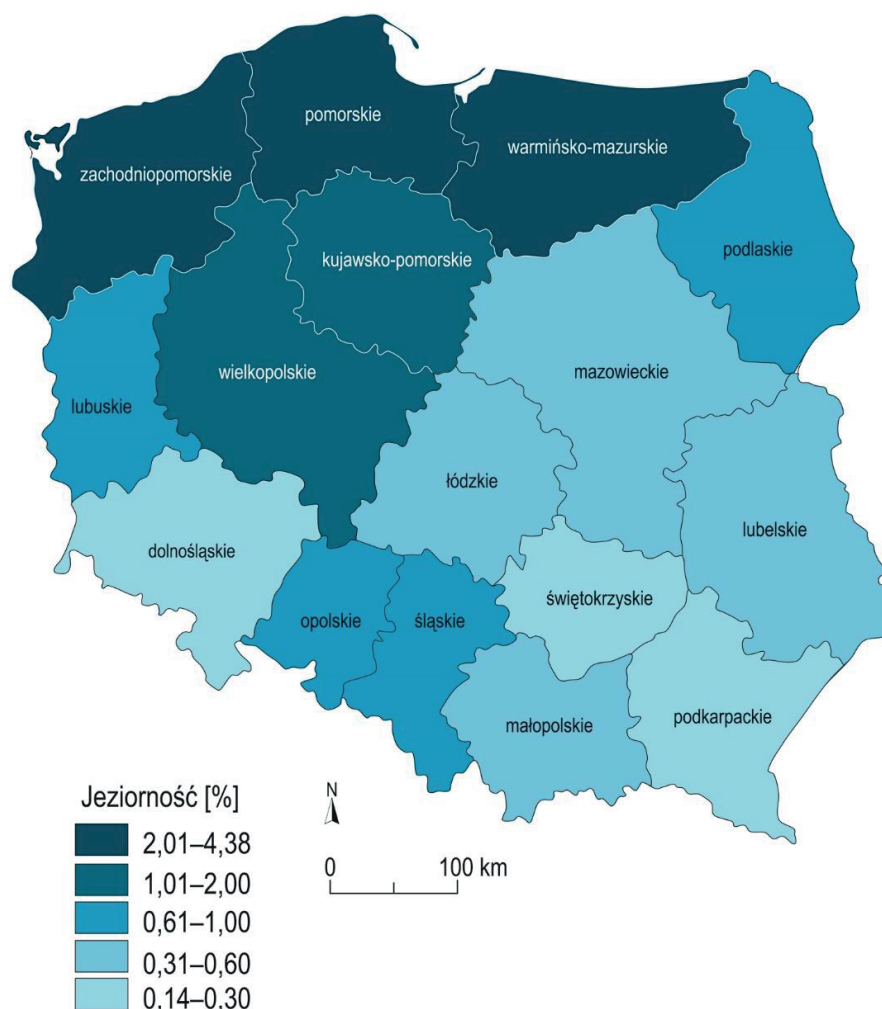 pomorskie
warmińsko-mazurskie
zachodniopomorskie
podlaskie
kujawsko-pomorskie
wielkopolskie
mazowieckie
lubuskie
łódzkie
lubelskie
dolnośląskie
świętokrzyskie
opolskie
śląskie
podkarpackie
małopolskie
Jeziorność [%]
2,01–4,38
1,01–2,00
0,61–1,00
0,31–0,60
0,14–0,30
N
0 100 km